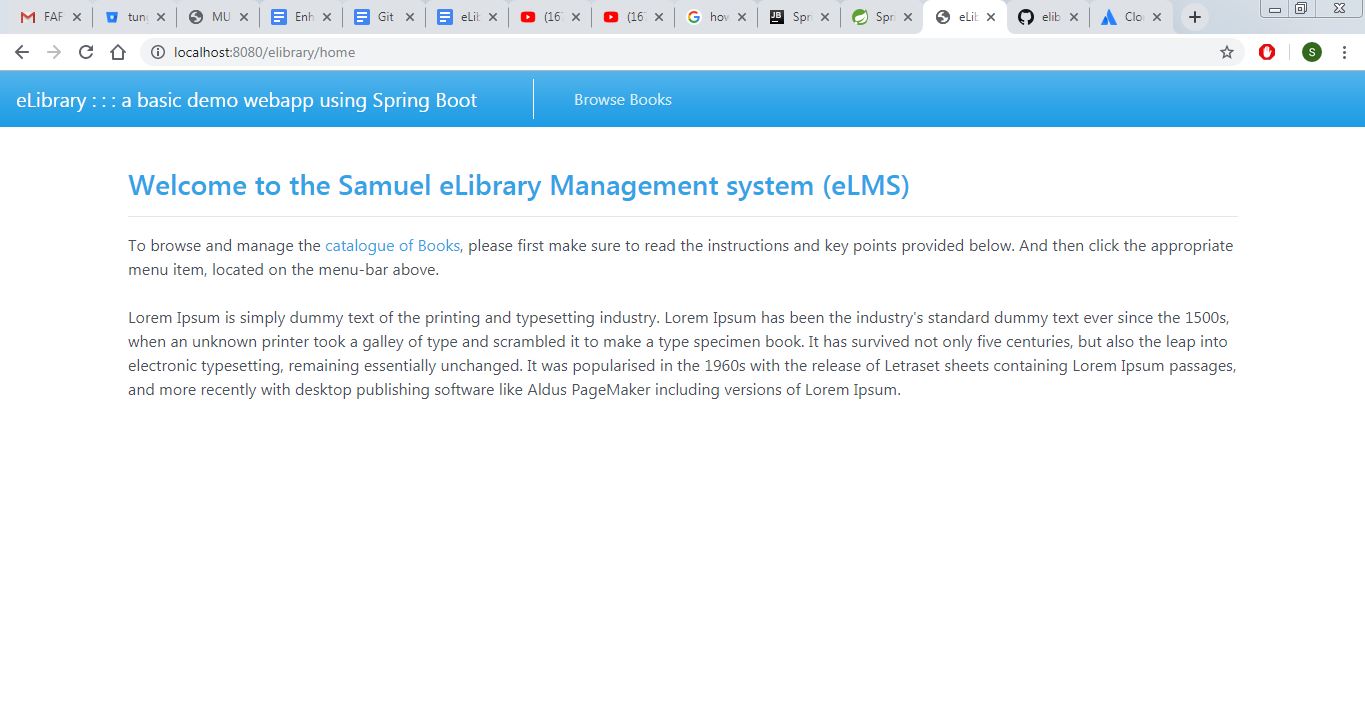 FAF
tung
MU
Enh
Git
eLib
(16
(16
how
Spri
Spr
eLib
elib
Clo
localhost:8080/elibrary/home
S
eLibrary : : : a basic demo webapp using Spring Boot
Browse Books
Welcome to the Samuel eLibrary Management system (eLMS)
To browse and manage the catalogue of Books, please first make sure to read the instructions and key points provided below. And then click the appropriate
menu item, located on the menu-bar above.
Lorem Ipsum is simply dummy text of the printing and typesetting industry. Lorem Ipsum has been the industry's standard dummy text ever since the 1500s,
when an unknown printer took a galley of type and scrambled it to make a type specimen book. It has survived not only five centuries, but also the leap into
electronic typesetting, remaining essentially unchanged. It was popularised in the 1960s with the release of Letraset sheets containing Lorem Ipsum passages,
and more recently with desktop publishing software like Aldus PageMaker including versions of Lorem Ipsum.